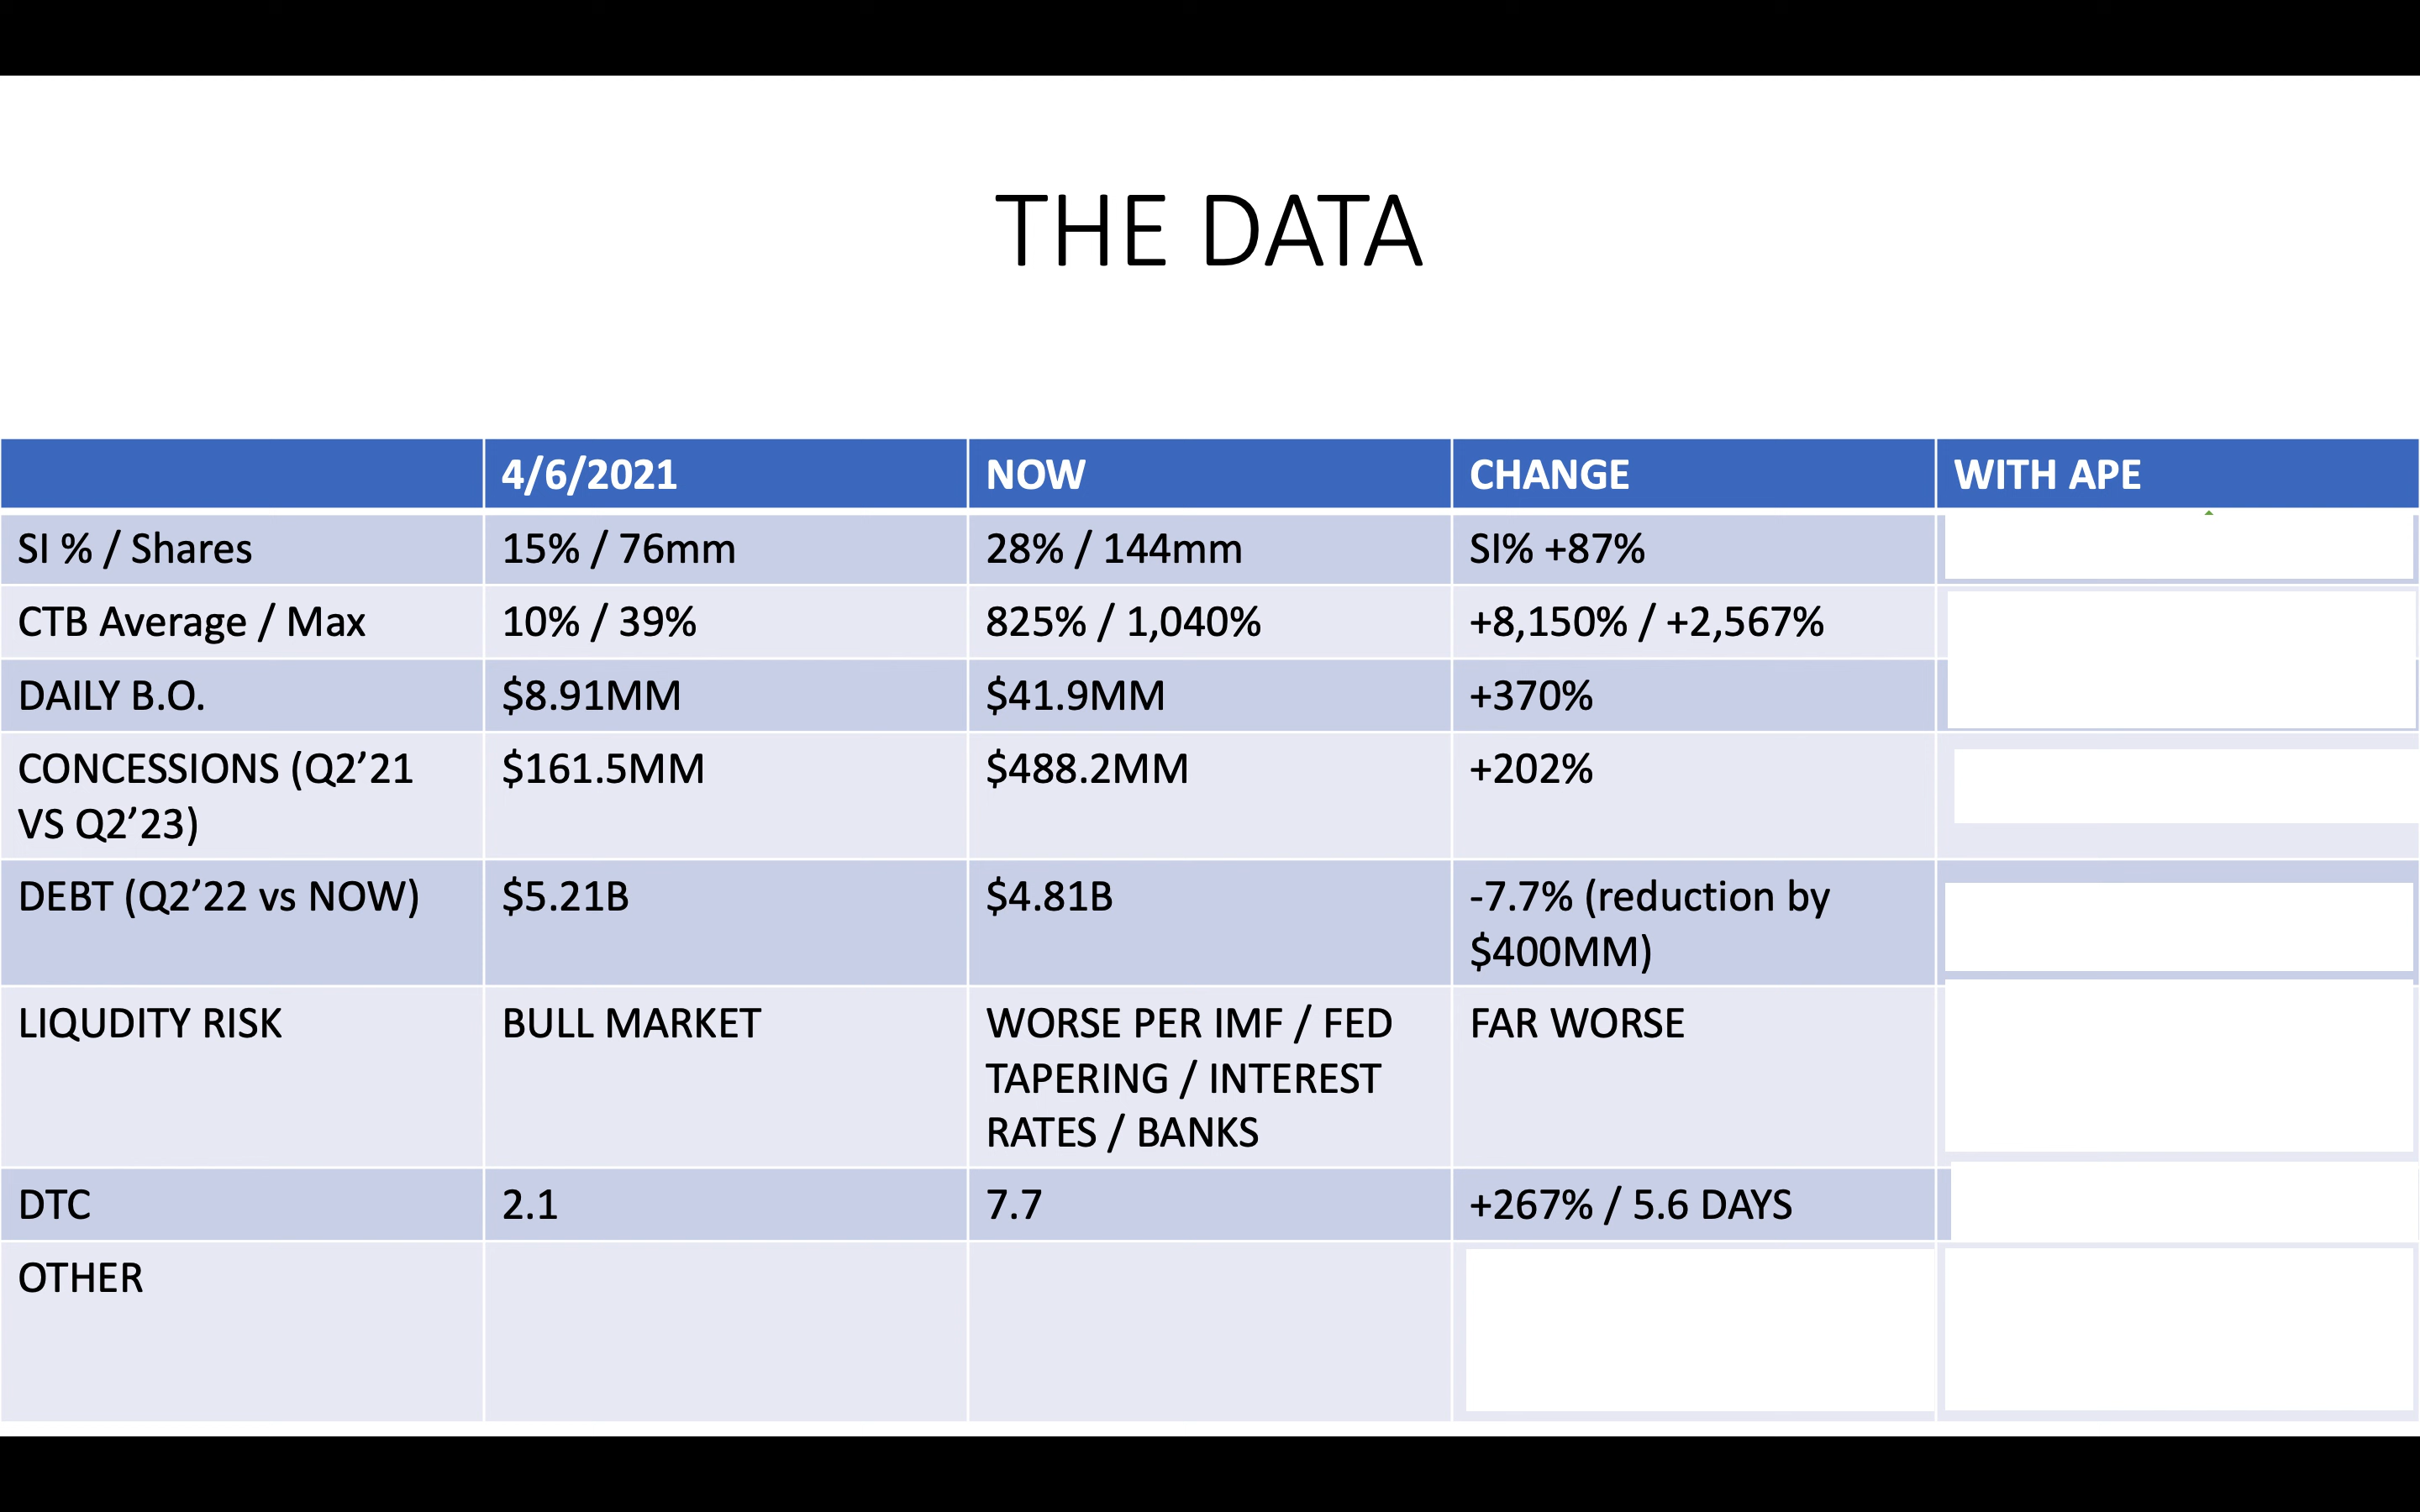 THE DATA
4/6/2021 NOW CHANGE WITH APE
SI % / Shares 15% / 76mm 28% / 144mm SI% +87%
CTB Average / Max 10% / 39% 825% / 1,040% +8,150% / +2,567%
DAILY B.O. $8.91MM $41.9MM +370%
CONCESSIONS (Q2’21 $161.5MM $488.2MM +202%
VS Q2’23)
DEBT (Q2’22 vs NOW) $5.21B $4.81B -7.7% (reduction by
$400MM)
LIQUDITY RISK BULL MARKET WORSE PER IMF / FED FAR WORSE
TAPERING / INTEREST
RATES / BANKS
DTC 2.1 7.7 +267% / 5.6 DAYS
OTHER